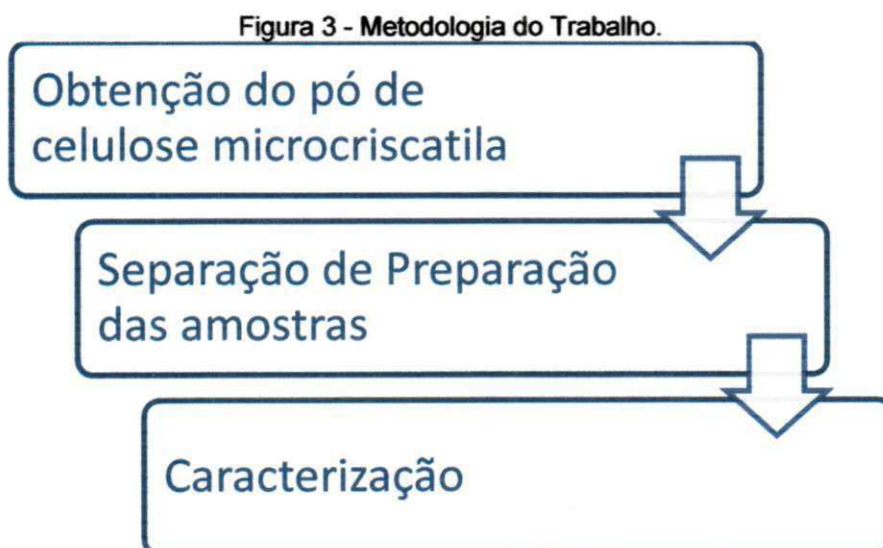 Figura 3 - Metodologia do Trabalho.
Obtenção do pó de
celulose microcriscatila
Separação de Preparação
das amostras
Caracterização